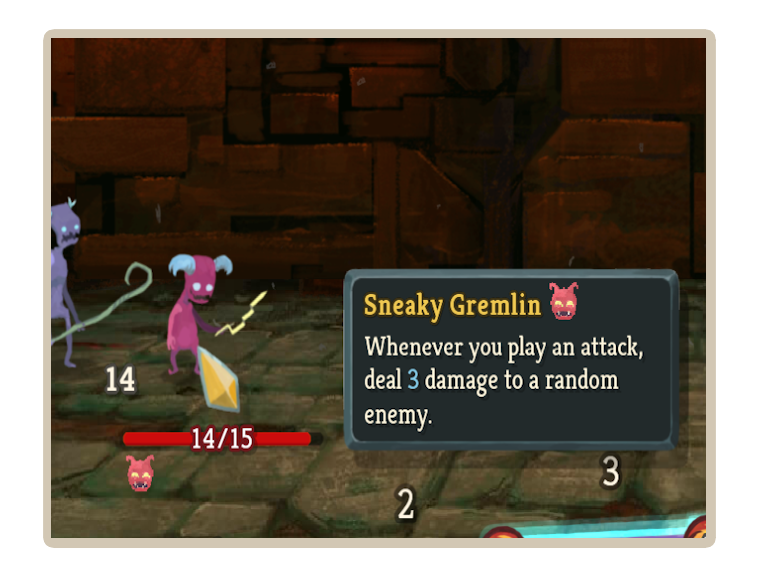 Sneaky Gremlin
Whenever you play an attack,
deal 3 damage to a random
enemy.
14
14/15
3
2